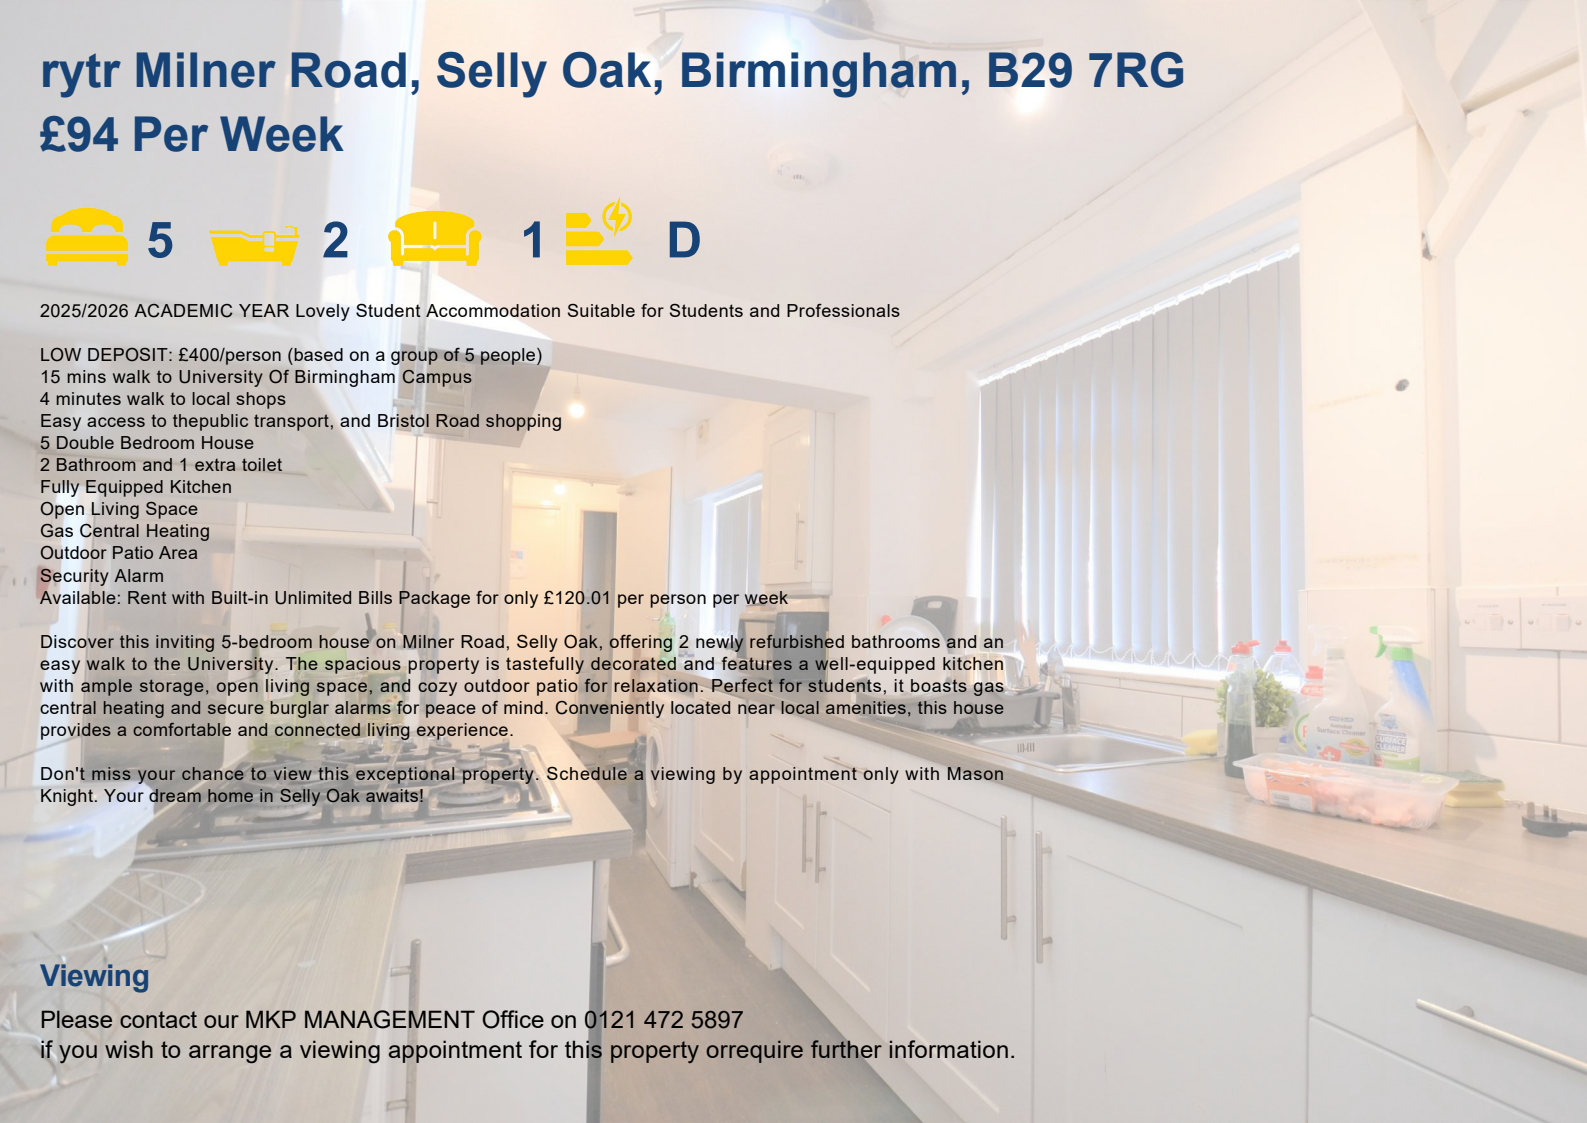 rytr Milner Road, Selly Oak, Birmingham, B29 7RG
£94 Per Week
5 2 1 D
2025/2026 ACADEMIC YEAR Lovely Student Accommodation Suitable for Students and Professionals
LOW DEPOSIT: £400/person (based on a group of 5 people)
15 mins walk to University Of Birmingham Campus
4 minutes walk to local shops
Easy access to thepublic transport, and Bristol Road shopping
5 Double Bedroom House
2 Bathroom and 1 extra toilet
Fully Equipped Kitchen
Open Living Space
Gas Central Heating
Outdoor Patio Area
Security Alarm
Available: Rent with Built-in Unlimited Bills Package for only £120.01 per person per week
Discover this inviting 5-bedroom house on Milner Road, Selly Oak, offering 2 newly refurbished bathrooms and an
easy walk to the University. The spacious property is tastefully decorated and features a well-equipped kitchen
with ample storage, open living space, and cozy outdoor patio for relaxation. Perfect for students, it boasts gas
central heating and secure burglar alarms for peace of mind. Conveniently located near local amenities, this house
provides a comfortable and connected living experience.
Don't miss your chance to view this exceptional property. Schedule a viewing by appointment only with Mason
Knight. Your dream home in Selly Oak awaits!
Viewing
Please contact our MKP MANAGEMENT Office on 0121 472 5897
if you wish to arrange a viewing appointment for this property orrequire further information.